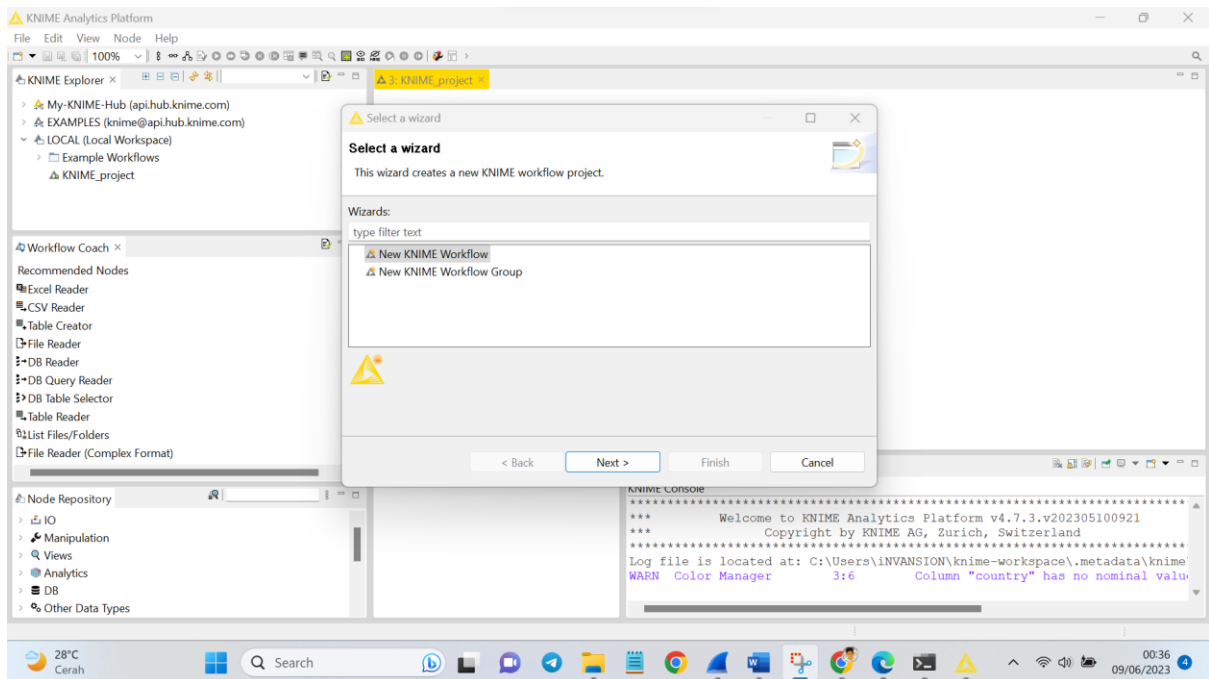 KNIME Analytics Platform
File Edit View Node Help
100%
KNIME Explorer
3: KNIME_project
My-KNIME-Hub (api.hub.knime.com)
EXAMPLES (knime@api.hub.knime.com)
LOCAL (Local Workspace)
Example Workflows
KNIME_project
Select a wizard
Select a wizard
This wizard creates a new KNIME workflow project.
Wizards:
type filter text
New KNIME Workflow
New KNIME Workflow Group
< Back Next > Finish Cancel
Workflow Coach
Recommended Nodes
Excel Reader
CSV Reader
Table Creator
File Reader
DB Reader
DB Query Reader
DB Table Selector
Table Reader
List Files/Folders
File Reader (Complex Format)
Node Repository
IO
Manipulation
Views
Analytics
DB
Other Data Types
KNIME Console
***********************************************************************
*** Welcome to KNIME Analytics Platform v4.7.3.v202305100921
*** Copyright by KNIME AG, Zurich, Switzerland
***********************************************************************
Log file is located at: C:\Users\iNVANSION\knime-workspace\.metadata\knime
WARN Color Manager 3:6 Column "country" has no nominal valu
28°C
Cerah
Search
00:36
09/06/2023
4